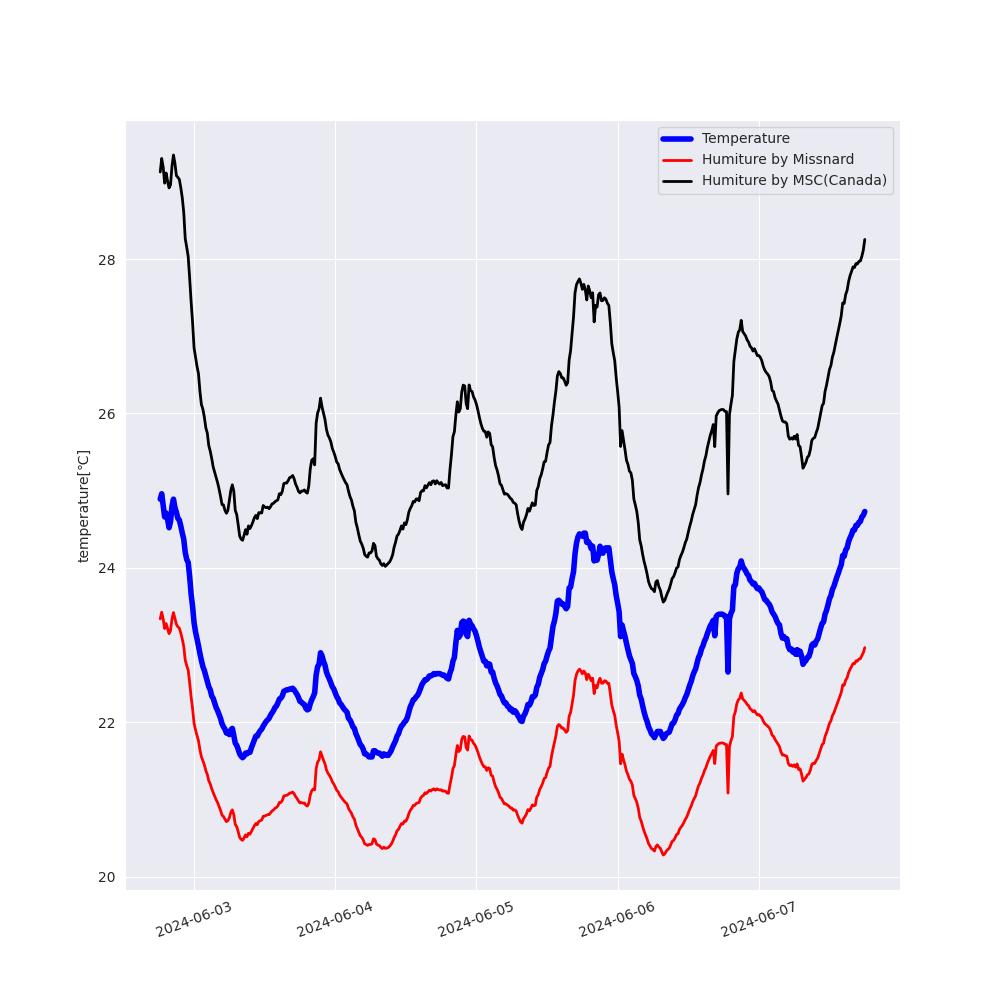 Temperature
Humiture by Missnard
Humiture by MSC(Canada)
temperature[℃]
28
26
24
22
20
2024-06-03
2024-06-04
2024-06-05
2024-06-06
2024-06-07